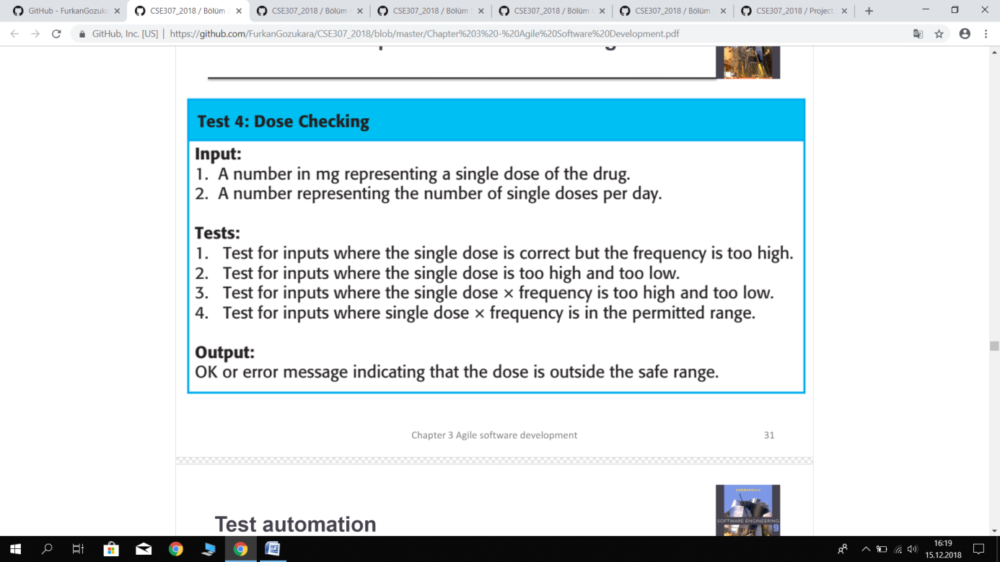 GitHub - FurkanGozuka
CSE307_2018 / Bölüm
CSE307_2018 / Bölüm
CSE307_2018 / Bölüm
CSE307_2018 / Bölüm
CSE307_2018 / Bölüm
CSE307_2018 / Project
GitHub, Inc. [US] | https://github.com/FurkanGozukara/CSE307_2018/blob/master/Chapter%203%20-%20Agile%20Software%20Development.pdf
Test 4: Dose Checking
Input:
1. A number in mg representing a single dose of the drug.
2. A number representing the number of single doses per day.
Tests:
1. Test for inputs where the single dose is correct but the frequency is too high.
2. Test for inputs where the single dose is too high and too low.
3. Test for inputs where the single dose × frequency is too high and too low.
4. Test for inputs where single dose × frequency is in the permitted range.
Output:
OK or error message indicating that the dose is outside the safe range.
Chapter 3 Agile software development
31
SOMMERVILLE
SOFTWARE ENGINEERING
9
Test automation
16:19
15.12.2018